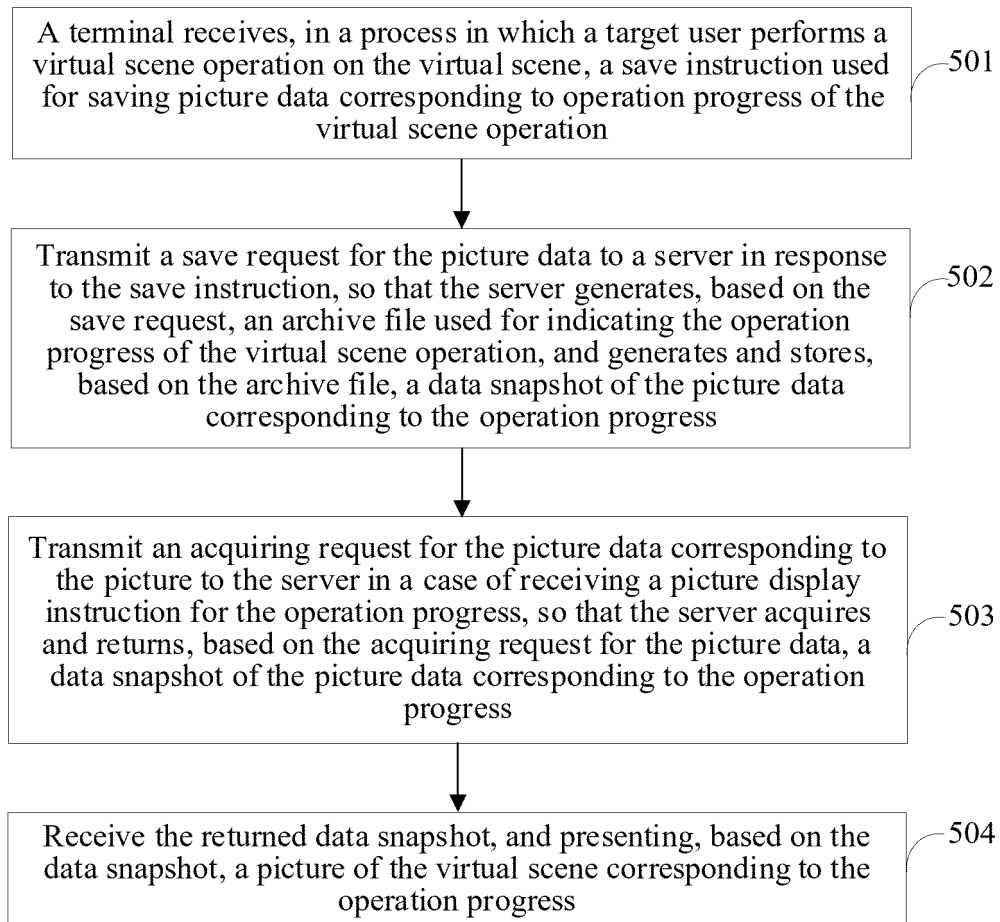 A terminal receives, in a process in which a target user performs a
virtual scene operation on the virtual scene, a save instruction used
for saving picture data corresponding to operation progress of the
virtual scene operation
501
Transmit a save request for the picture data to a server in response
to the save instruction, so that the server generates, based on the
save request, an archive file used for indicating the operation
progress of the virtual scene operation, and generates and stores,
based on the archive file, a data snapshot of the picture data
corresponding to the operation progress
502
Transmit an acquiring request for the picture data corresponding to
the picture to the server in a case of receiving a picture display
instruction for the operation progress, so that the server acquires
and returns, based on the acquiring request for the picture data, a
data snapshot of the picture data corresponding to the operation
progress
503
Receive the returned data snapshot, and presenting, based on the
data snapshot, a picture of the virtual scene corresponding to the
operation progress
504